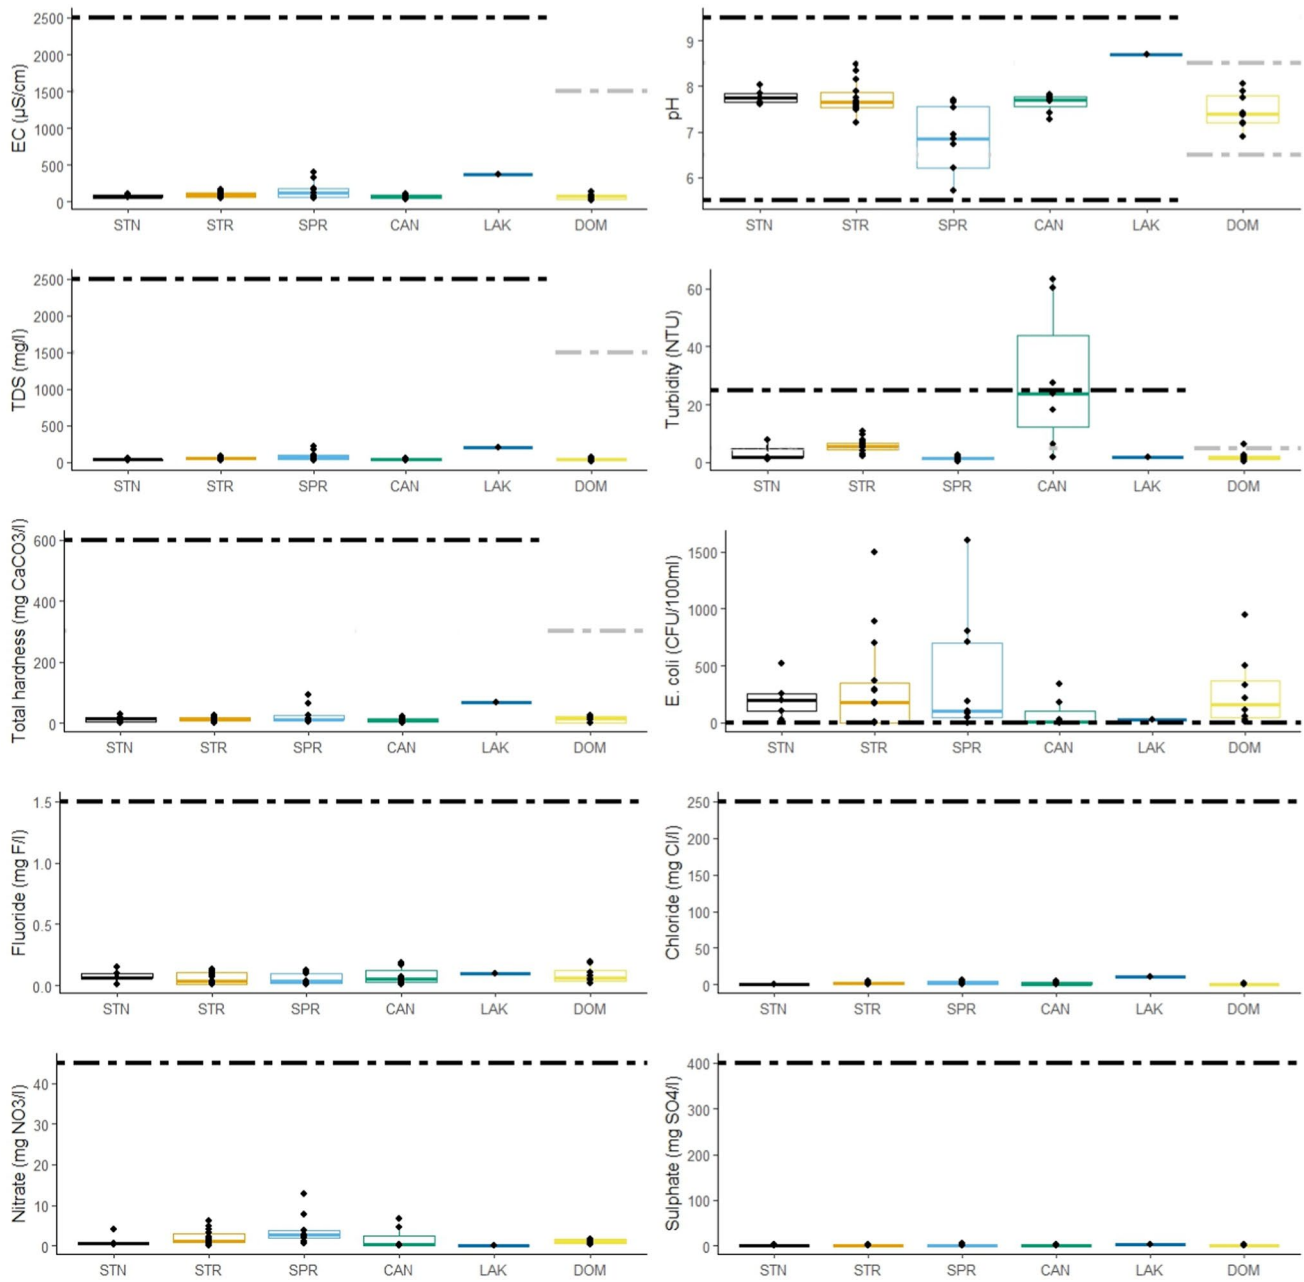 EC (µS/cm)
2500
2000
1500
1000
500
0
STN STR SPR CAN LAK DOM
pH
9
8
7
6
STN STR SPR CAN LAK DOM
TDS (mg/l)
2500
2000
1500
1000
500
0
STN STR SPR CAN LAK DOM
Turbidity (NTU)
60
40
20
0
STN STR SPR CAN LAK DOM
Total hardness (mg CaCO3/l)
600
400
200
0
STN STR SPR CAN LAK DOM
E. coli (CFU/100ml)
1500
1000
500
0
STN STR SPR CAN LAK DOM
Fluoride (mg F/l)
1.5
1.0
0.5
0.0
STN STR SPR CAN LAK DOM
Chloride (mg Cl/l)
250
200
150
100
50
0
STN STR SPR CAN LAK DOM
Nitrate (mg NO3/l)
40
30
20
10
0
STN STR SPR CAN LAK DOM
Sulphate (mg SO4/l)
400
300
200
100
0
STN STR SPR CAN LAK DOM